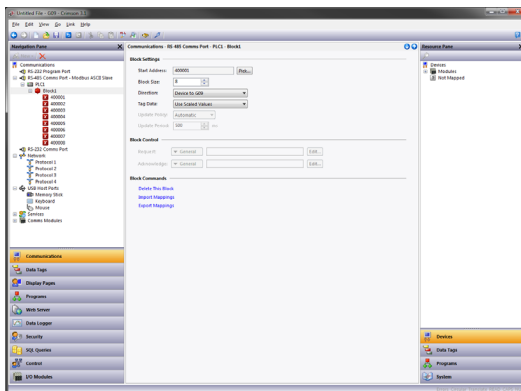 Untitled File - G09 - Crimson 3.0
File Edit View Go Link Help
Navigation Pane
Communications
RS-232 Program Port
RS-485 Comms Port - Modbus ASCII Slave
PLC1
Block1
400001
400002
400003
400004
400005
400006
400007
400008
RS-232 Comms Port
Network
Protocol 1
Protocol 2
Protocol 3
Protocol 4
USB Host Ports
Memory Stick
Keyboard
Mouse
Services
Comms Modules
Communications
Data Tags
Display Pages
Programs
Web Server
Data Logger
Security
SQL Queries
Control
I/O Modules
Communications - RS-485 Comms Port - PLC1 - Block1
Block Settings
Start Address: 400001 Pick...
Block Size: 8
Direction: Device to G09
Tag Data: Use Scaled Values
Update Policy: Automatic
Update Period: 500 ms
Block Control
Request: General Edit...
Acknowledge: General Edit...
Block Commands
Delete This Block
Import Mappings
Export Mappings
Resource Pane
Devices
Modules
Not Mapped
Devices
Data Tags
Programs
System